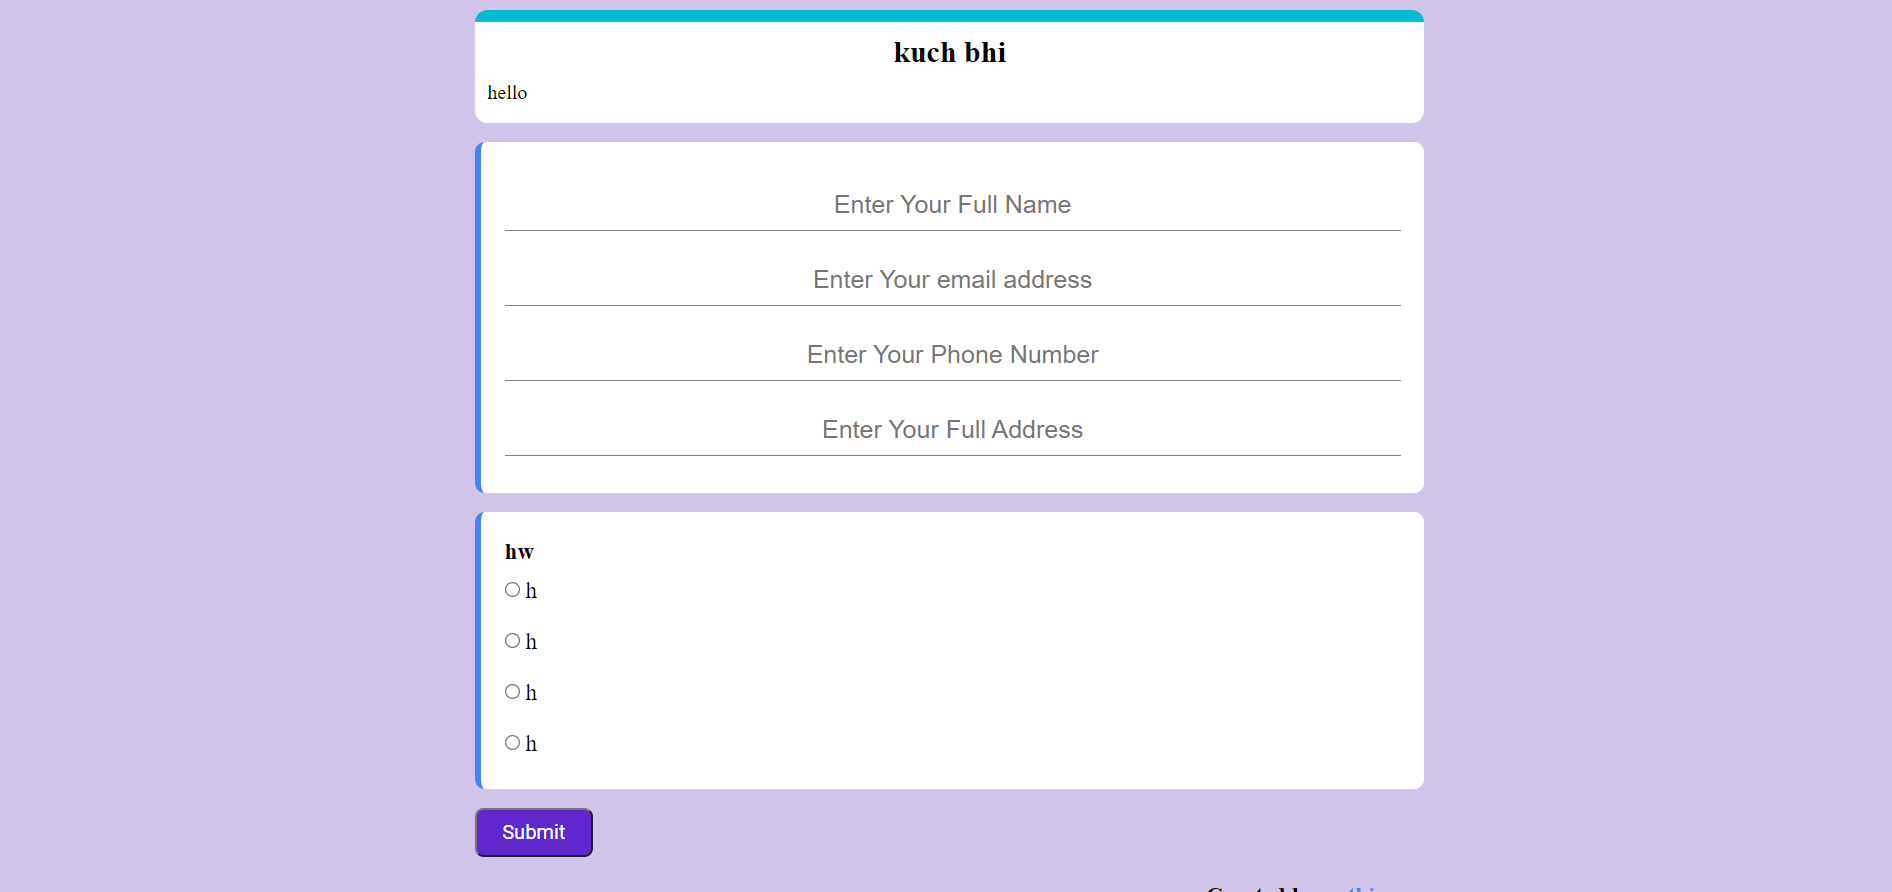 kuch bhi
hello
Enter Your Full Name
Enter Your email address
Enter Your Phone Number
Enter Your Full Address
hw
h
h
h
h
Submit